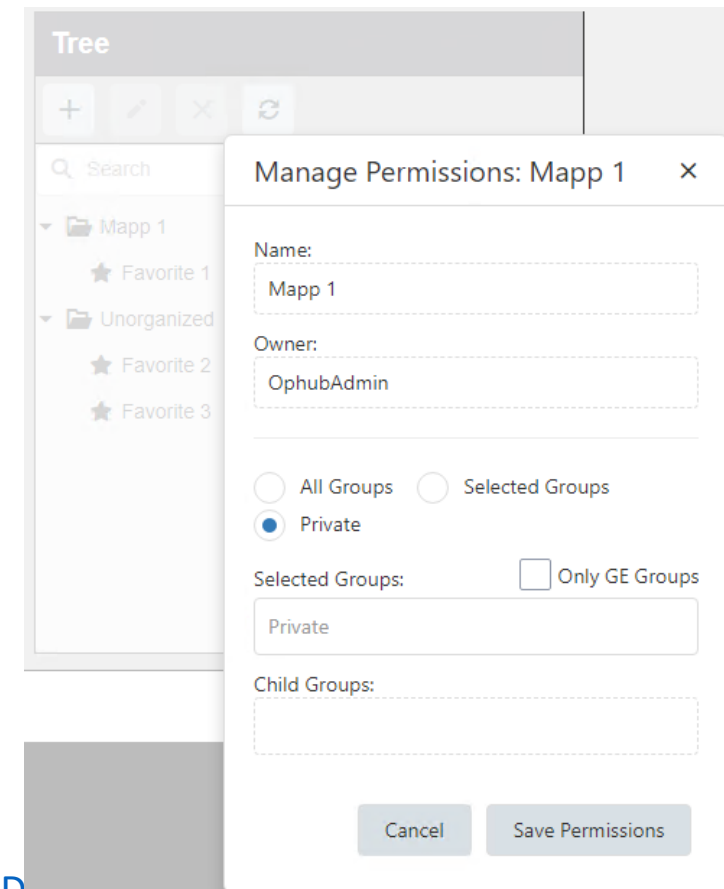 Tree
Search
Manage Permissions: Mapp 1
Mapp 1
Favorite 1
Unorganized
Favorite 2
Favorite 3
Name:
Mapp 1
Owner:
OphubAdmin
All Groups Selected Groups
Private
Selected Groups: Only GE Groups
Private
Child Groups:
Cancel Save Permissions
D